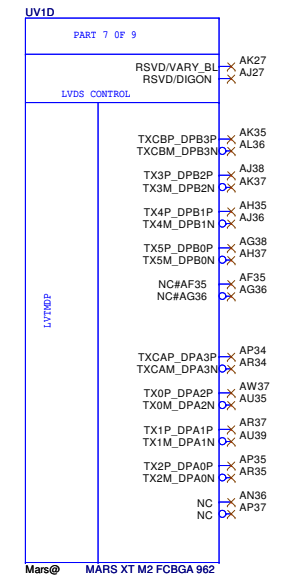 UV1D
PART 7 OF 9
RSVD/VARY_BL AK27
RSVD/DIGON AJ27
LVDS CONTROL
TXCBP_DPB3P AK35
TXCBM_DPB3N AL36
TX3P_DPB2P AJ38
TX3M_DPB2N AK37
TX4P_DPB1P AH35
TX4M_DPB1N AJ36
TX5P_DPB0P AG38
TX5M_DPB0N AH37
NC#AF35 AF35
NC#AG36 AG36
LVTMDP
TXCAP_DPA3P AP34
TXCAM_DPA3N AR34
TX0P_DPA2P AW37
TX0M_DPA2N AU35
TX1P_DPA1P AR37
TX1M_DPA1N AU39
TX2P_DPA0P AP35
TX2M_DPA0N AR35
NC AN36
NC AP37
Mars@ MARS XT M2 FCBGA 962